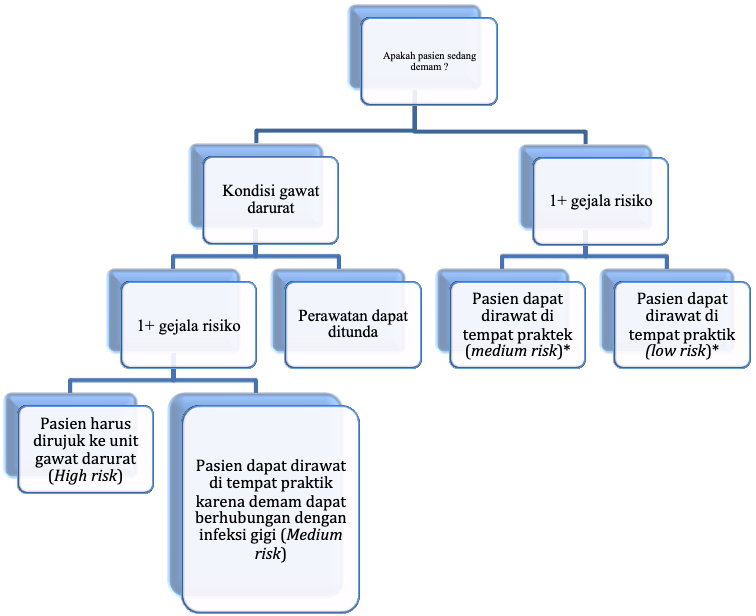 Apakah pasien sedang
demam ?
Kondisi gawat
darurat
1+ gejala risiko
1+ gejala risiko
Perawatan dapat
ditunda
Pasien dapat
dirawat di
tempat praktek
(medium risk)*
Pasien dapat
dirawat di
tempat praktik
(low risk)*
Pasien harus
dirujuk ke unit
gawat darurat
(High risk)
Pasien dapat dirawat
di tempat praktik
karena demam dapat
berhubungan dengan
infeksi gigi (Medium
risk)